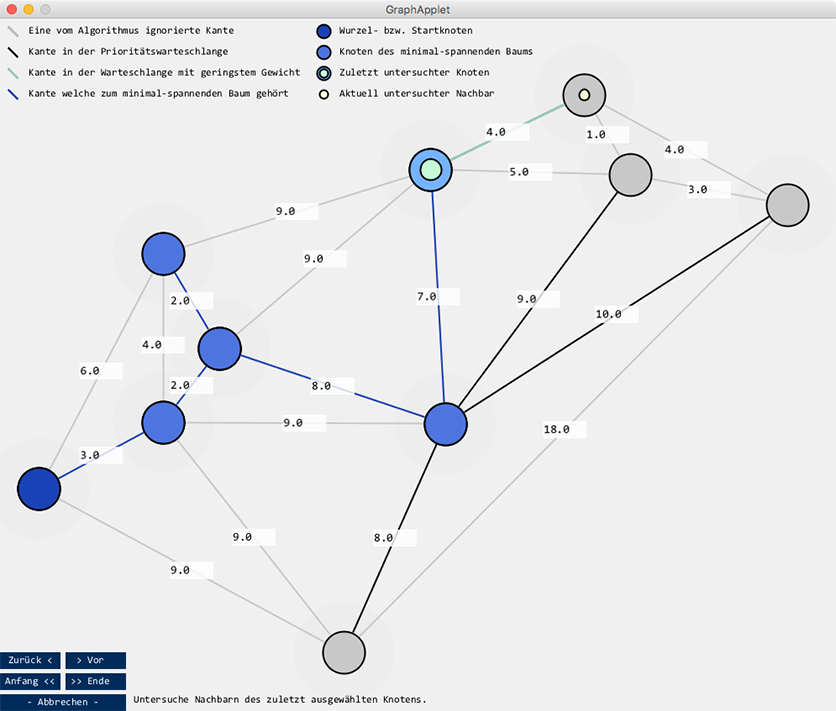 GraphApplet
Eine vom Algorithmus ignorierte Kante
Kante in der Prioritätswarteschlange
Kante in der Warteschlange mit geringstem Gewicht
Kante welche zum minimal-spannenden Baum gehört
Wurzel- bzw. Startknoten
Knoten des minimal-spannenden Baums
Zuletzt untersuchter Knoten
Aktuell untersuchter Nachbar
4.0
1.0
4.0
5.0
3.0
9.0
9.0
7.0
9.0
2.0
10.0
4.0
6.0
2.0
8.0
9.0
18.0
3.0
9.0
8.0
9.0
Zurück <
> Vor
Anfang <<
>> Ende
- Abbrechen -
Untersuche Nachbarn des zuletzt ausgewählten Knotens.